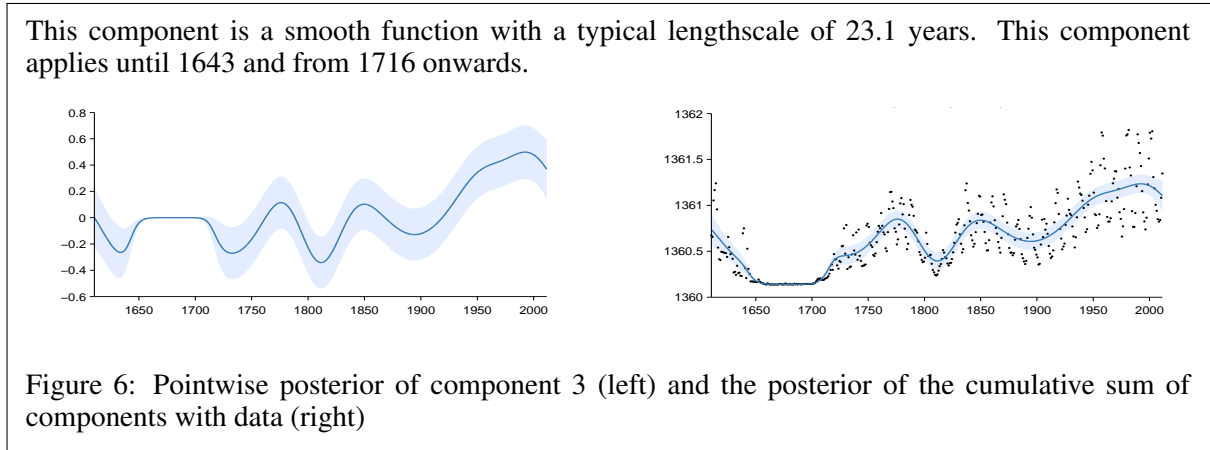 This component is a smooth function with a typical lengthscale of 23.1 years. This component
applies until 1643 and from 1716 onwards.
0.8
0.6
0.4
0.2
0
−0.2
−0.4
−0.6
1650 1700 1750 1800 1850 1900 1950 2000
1362
1361.5
1361
1360.5
1360
1650 1700 1750 1800 1850 1900 1950 2000
Figure 6: Pointwise posterior of component 3 (left) and the posterior of the cumulative sum of
components with data (right)